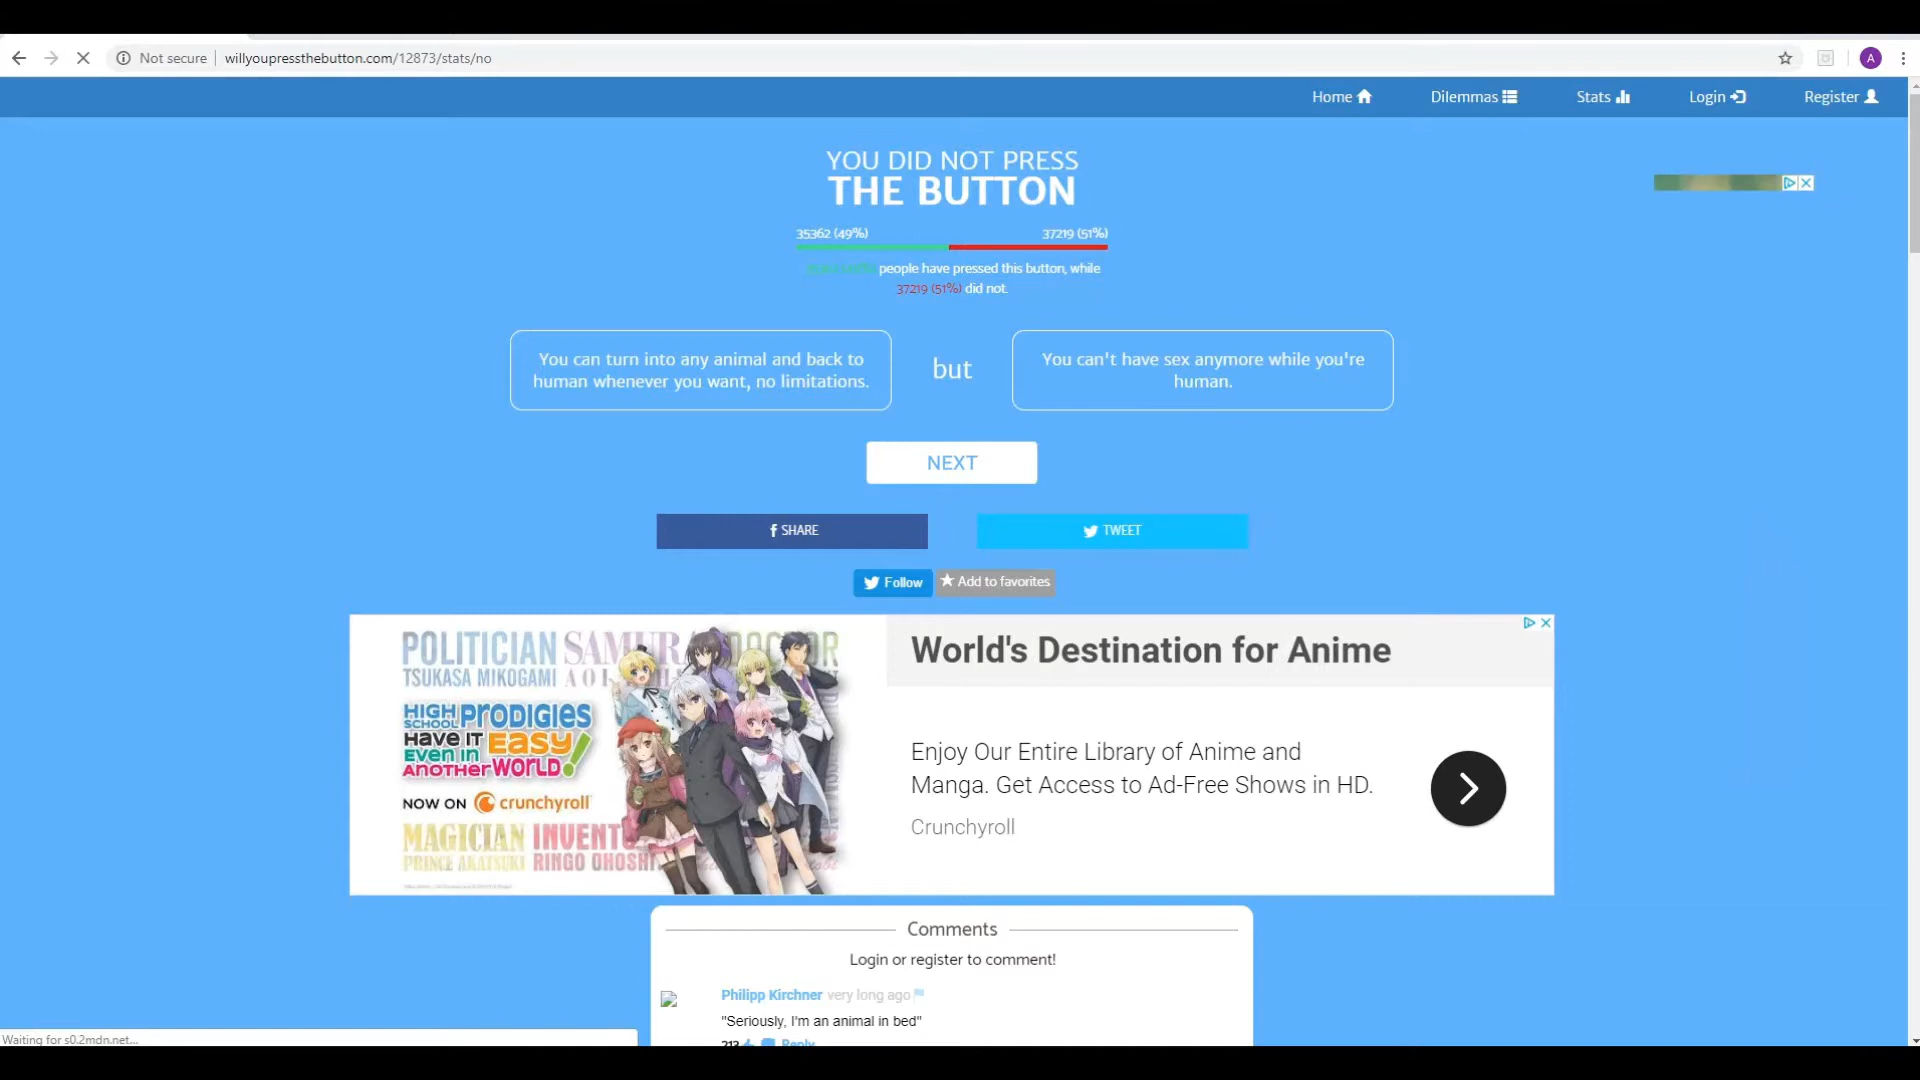 Not secure willyoupressthebutton.com/12873/stats/no
A
Home Dilemmas Stats Login Register
YOU DID NOT PRESS
THE BUTTON
35362 (49%) 37219 (51%)
people have pressed this button, while
37219 (51%) did not.
You can turn into any animal and back to
human whenever you want, no limitations.
but
You can't have sex anymore while you're
human.
NEXT
f SHARE
TWEET
Follow
Add to favorites
POLITICIAN SAMURAI DOCTOR
TSUKASA MIKOGAMI
HIGH SCHOOL PRODIGIES
HAVE IT EASY
EVEN IN
ANOTHER WORLD!
NOW ON crunchyroll
MAGICIAN INVENT
PRINCE AKATSUKI RINGO OHOSHI
World's Destination for Anime
Enjoy Our Entire Library of Anime and
Manga. Get Access to Ad-Free Shows in HD.
Crunchyroll
Comments
Login or register to comment!
Philipp Kirchner very long ago
"Seriously, I'm an animal in bed"
213 Reply
Waiting for s0.2mdn.net...